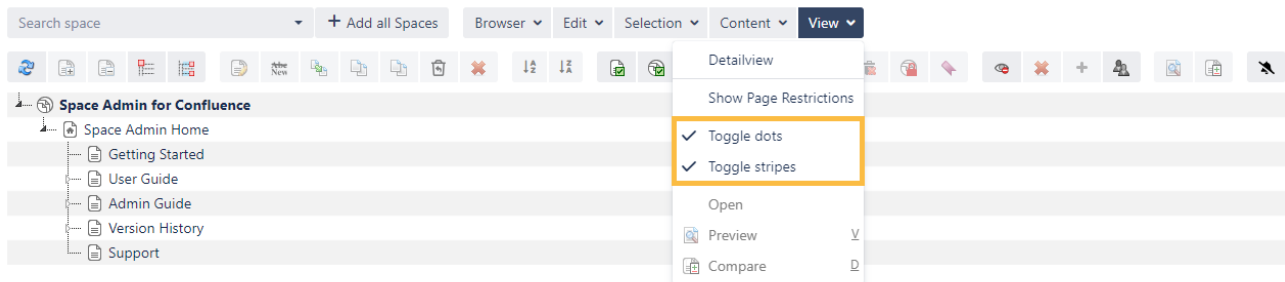 Search space
+ Add all Spaces
Browser
Edit
Selection
Content
View
Detailview
Show Page Restrictions
Toggle dots
Toggle stripes
Open
Preview V
Compare D
Space Admin for Confluence
Space Admin Home
Getting Started
User Guide
Admin Guide
Version History
Support